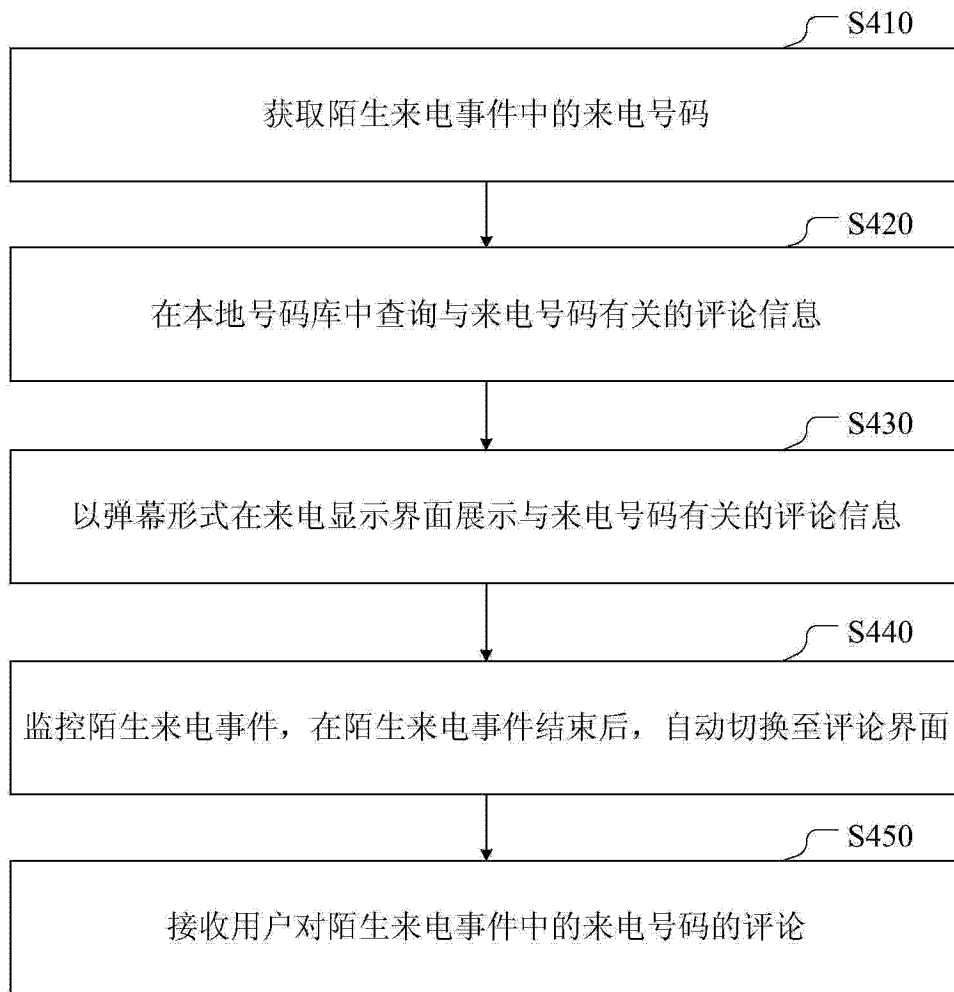 S410
获取陌生来电事件中的来电号码
S420
在本地号码库中查询与来电号码有关的评论信息
S430
以弹幕形式在来电显示界面展示与来电号码有关的评论信息
S440
监控陌生来电事件，在陌生来电事件结束后，自动切换至评论界面
S450
接收用户对陌生来电事件中的来电号码的评论